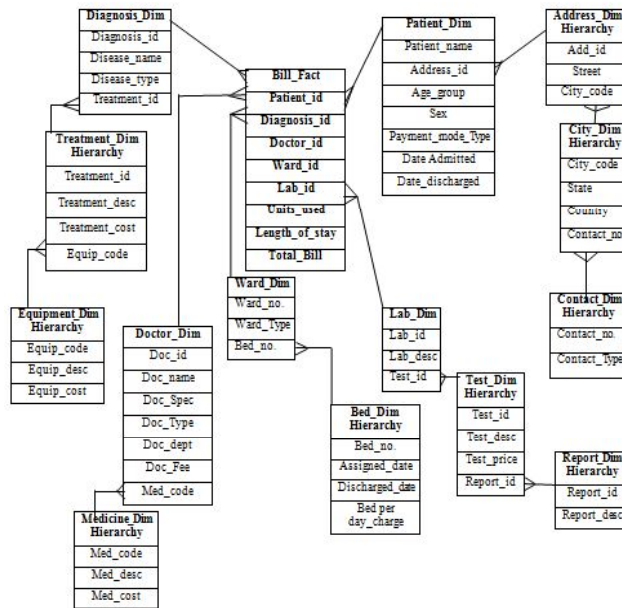 Diagnosis_Dim
Diagnosis_id
Disease_name
Disease_type
Treatment_id
Treatment_Dim
Hierarchy
Treatment_id
Treatment_desc
Treatment_cost
Equip_code
Equipment_Dim
Hierarchy
Equip_code
Equip_desc
Equip_cost
Bill_Fact
Patient_id
Diagnosis_id
Doctor_id
Ward_id
Lab_id
Units_used
Length_of_stay
Total_Bill
Patient_Dim
Patient_name
Address_id
Age_group
Sex
Payment_mode_Type
Date Admitted
Date_discharged
Address_Dim
Hierarchy
Add_id
Street
City_code
City_Dim
Hierarchy
City_code
State
Country
Contact_no
Contact_Dim
Hierarchy
Contact_no.
Contact_Type
Ward_Dim
Ward_no.
Ward_Type
Bed_no.
Doctor_Dim
Doc_id
Doc_name
Doc_Spec
Doc_Type
Doc_dept
Doc_Fee
Med_code
Medicine_Dim
Hierarchy
Med_code
Med_desc
Med_cost
Bed_Dim
Hierarchy
Bed_no.
Assigned_date
Discharged_date
Bed per
day_charge
Lab_Dim
Lab_id
Lab_desc
Test_id
Test_Dim
Hierarchy
Test_id
Test_desc
Test_price
Report_id
Report_Dim
Hierarchy
Report_id
Report_desc